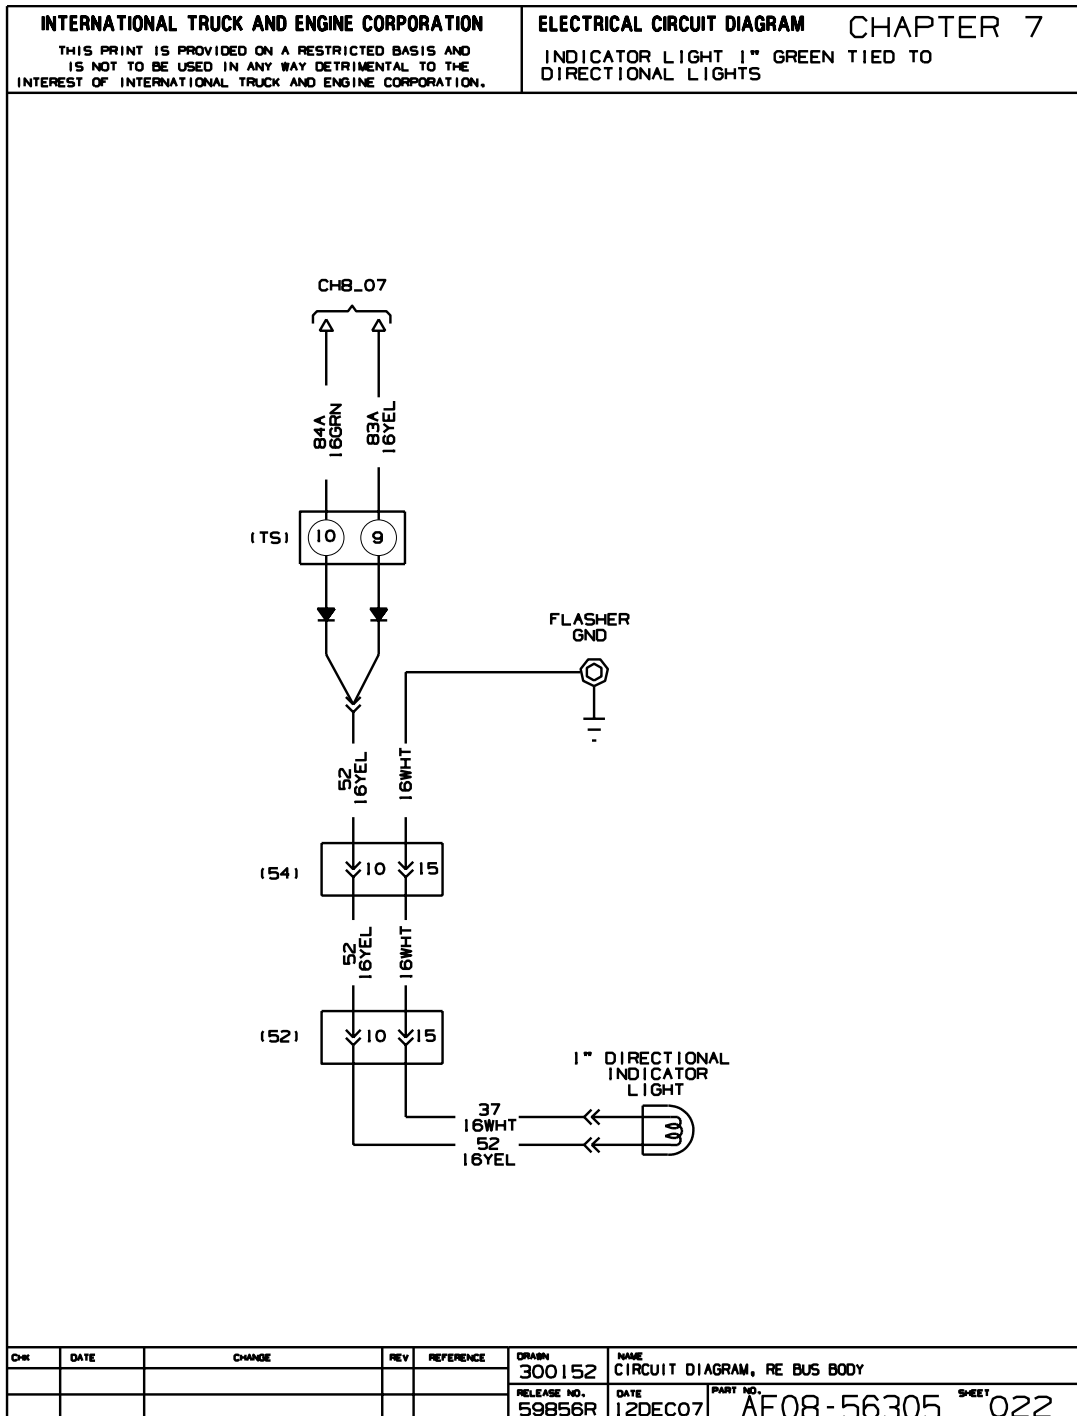 INTERNATIONAL TRUCK AND ENGINE CORPORATION
THIS PRINT IS PROVIDED ON A RESTRICTED BASIS AND
IS NOT TO BE USED IN ANY WAY DETRIMENTAL TO THE
INTEREST OF INTERNATIONAL TRUCK AND ENGINE CORPORATION.
ELECTRICAL CIRCUIT DIAGRAM CHAPTER 7
INDICATOR LIGHT 1" GREEN TIED TO
DIRECTIONAL LIGHTS
CHB_07
84A
16GRN
83A
16YEL
(TS) 10 9
FLASHER
GND
52
16YEL
16WHT
(54) 10 15
52
16YEL
16WHT
(52) 10 15
1" DIRECTIONAL
INDICATOR
LIGHT
37
16WHT
52
16YEL
CHK DATE CHANGE REV REFERENCE
DRAWN
300152
NAME
CIRCUIT DIAGRAM, RE BUS BODY
RELEASE NO.
59856R
DATE
12DEC07
PART NO.
AE08-56305
SHEET
022